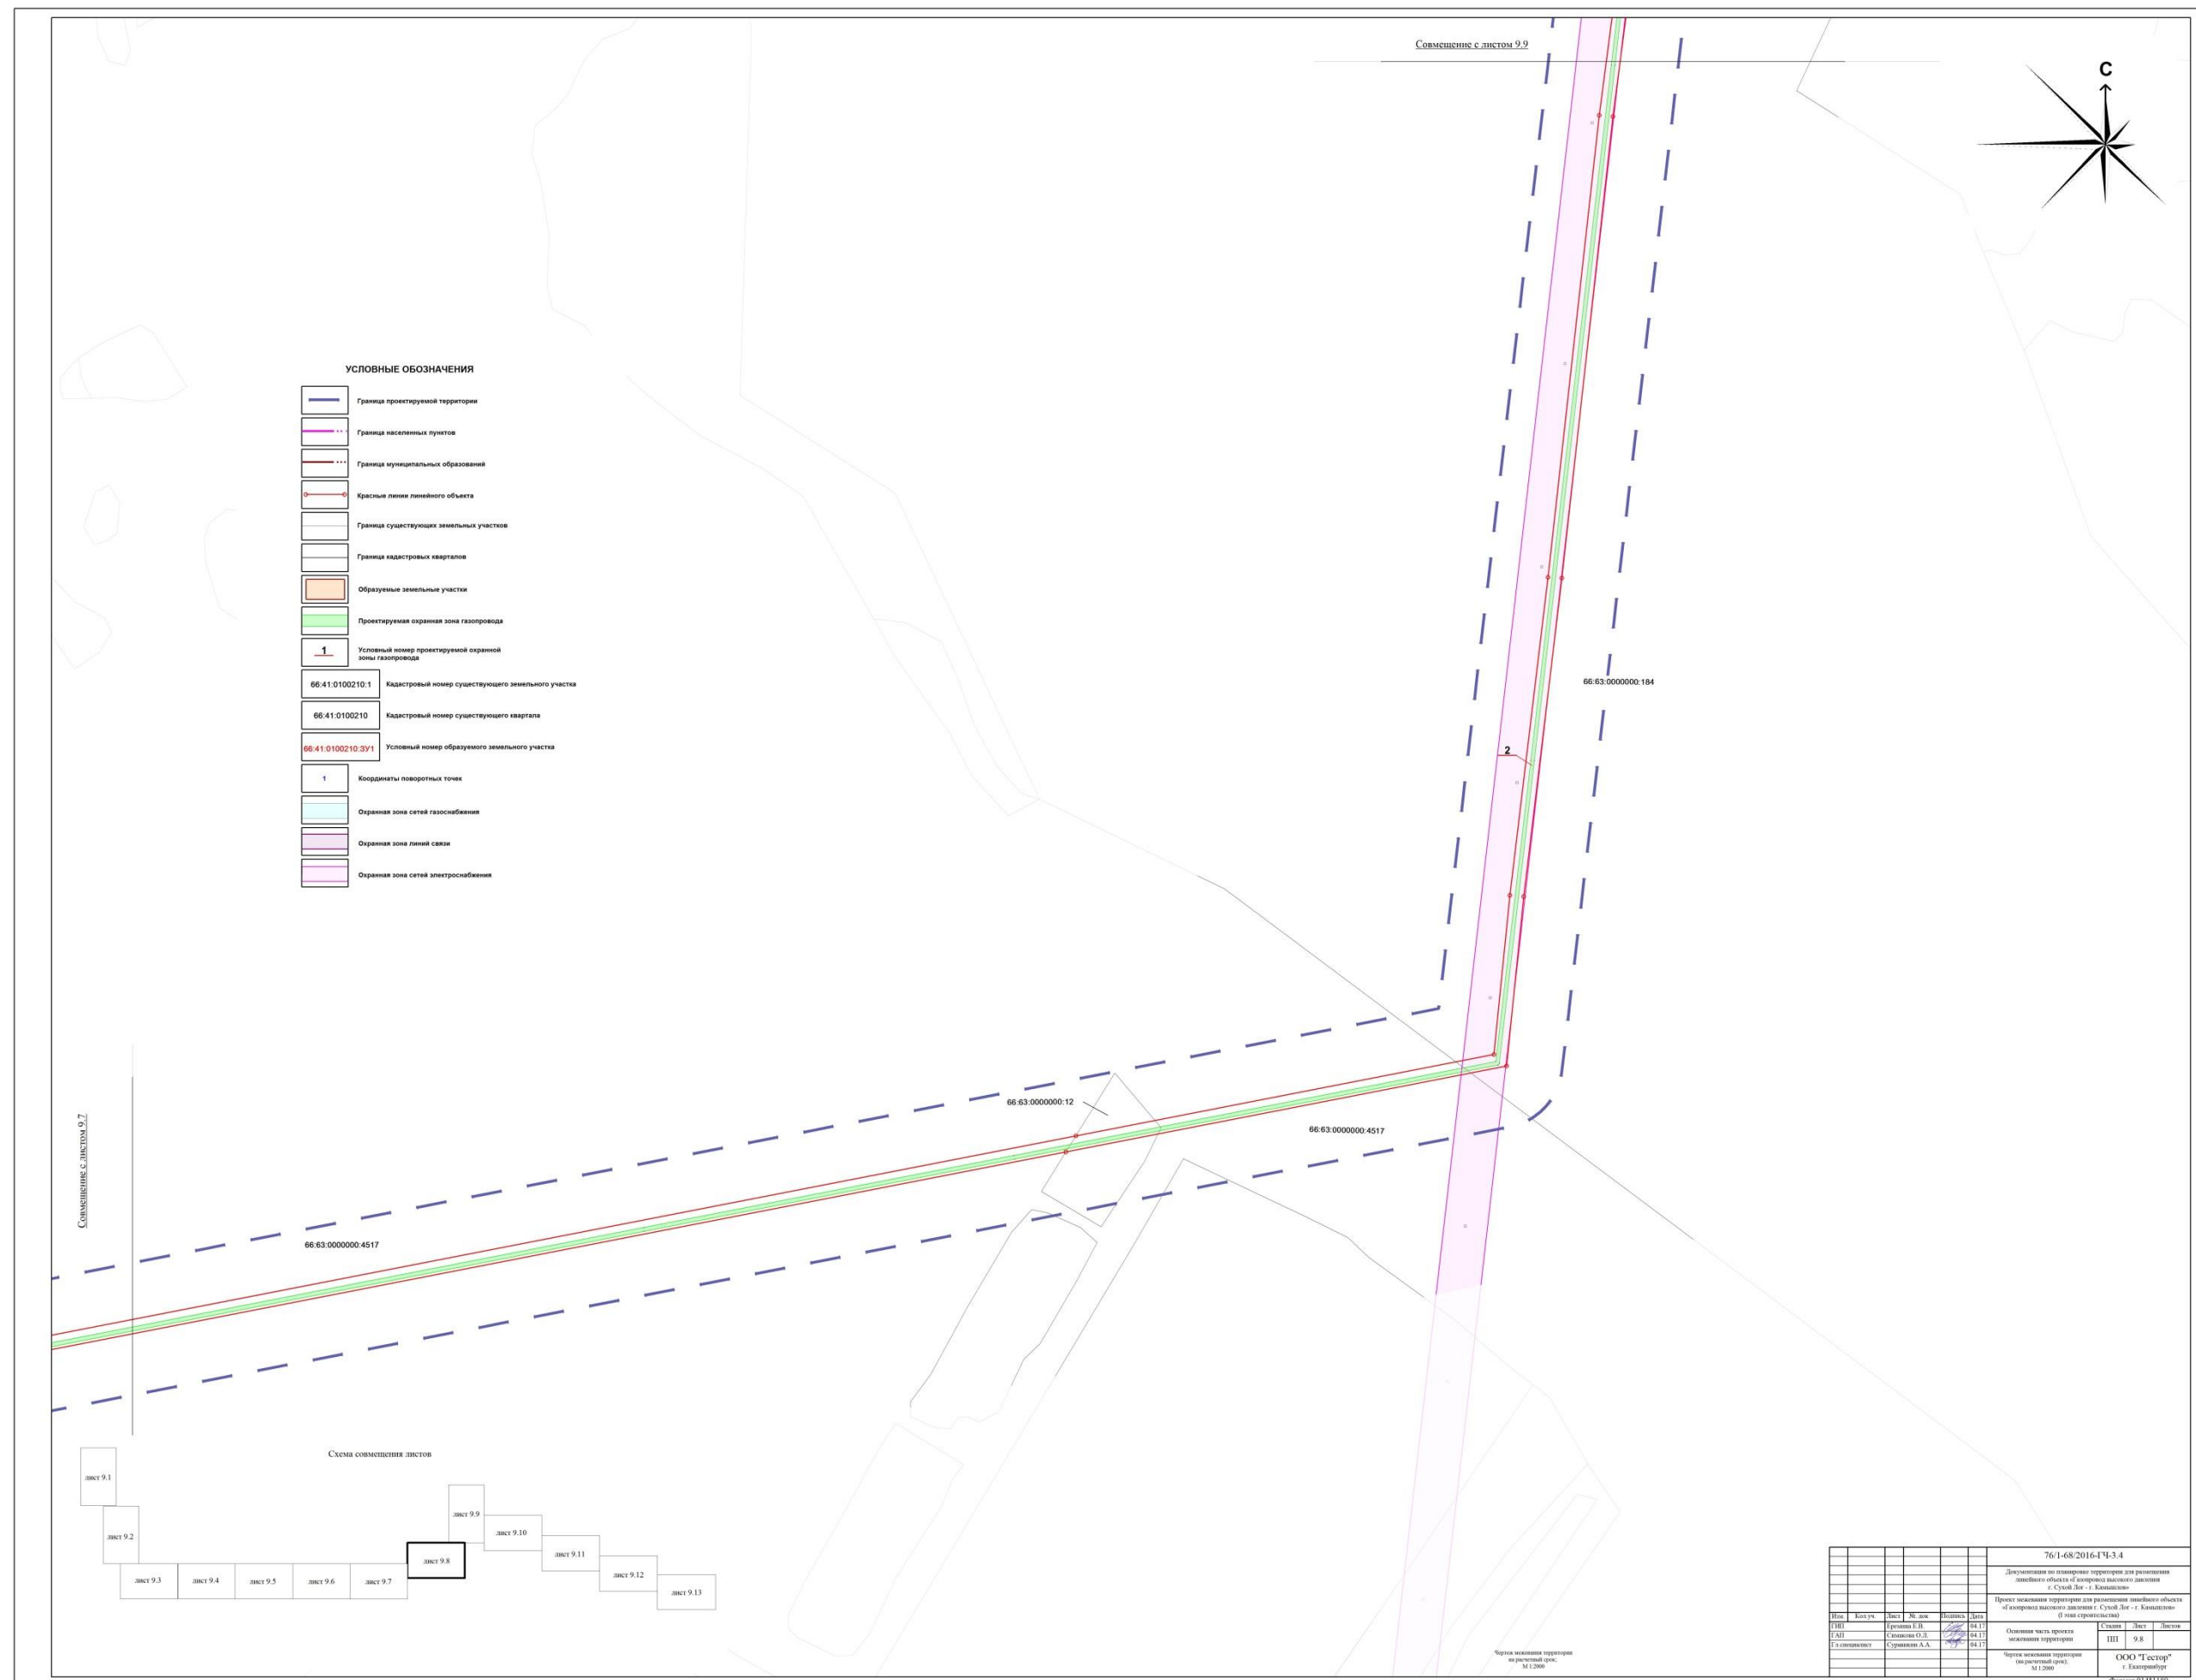 Совмещение с листом 9.9
С
УСЛОВНЫЕ ОБОЗНАЧЕНИЯ
Граница проектируемой территории
Граница населенных пунктов
Граница муниципальных образований
Красные линии линейного объекта
Граница существующих земельных участков
Граница кадастровых кварталов
Образуемые земельные участки
Проектируемая охранная зона газопровода
1 Условный номер проектируемой охранной
зоны газопровода
66:41:0100210:1 Кадастровый номер существующего земельного участка
66:41:0100210 Кадастровый номер существующего квартала
66:41:0100210:ЗУ1 Условный номер образуемого земельного участка
1 Координаты поворотных точек
Охранная зона сетей газоснабжения
Охранная зона линий связи
Охранная зона сетей электроснабжения
66:63:0000000:184
2
66:63:0000000:12
66:63:0000000:4517
Совмещение с листом 9.7
66:63:0000000:4517
Схема совмещения листов
лист 9.1
лист 9.2
лист 9.3
лист 9.4
лист 9.5
лист 9.6
лист 9.7
лист 9.8
лист 9.9
лист 9.10
лист 9.11
лист 9.12
лист 9.13
Чертеж межевания территории
на расчетный срок;
М 1:2000
76/1-68/2016-ГЧ-3.4
Документация по планировке территории для размещения
линейного объекта «Газопровод высокого давления
г. Сухой Лог - г. Камышлов»
Проект межевания территории для размещения линейного объекта
«Газопровод высокого давления г. Сухой Лог - г. Камышлов»
(I этап строительства)
Изм. Кол.уч. Лист № док Подпись Дата
ГИП Еремина Е.В. 04.17
ГАП Симакова О.Л. 04.17
Гл.специалист 04.17
Основная часть проекта
межевания территории
Стадия Лист Листов
ПП 9.8
Чертеж межевания территории
(на расчетный срок);
М 1:2000
ООО "Гестор"
г. Екатеринбург